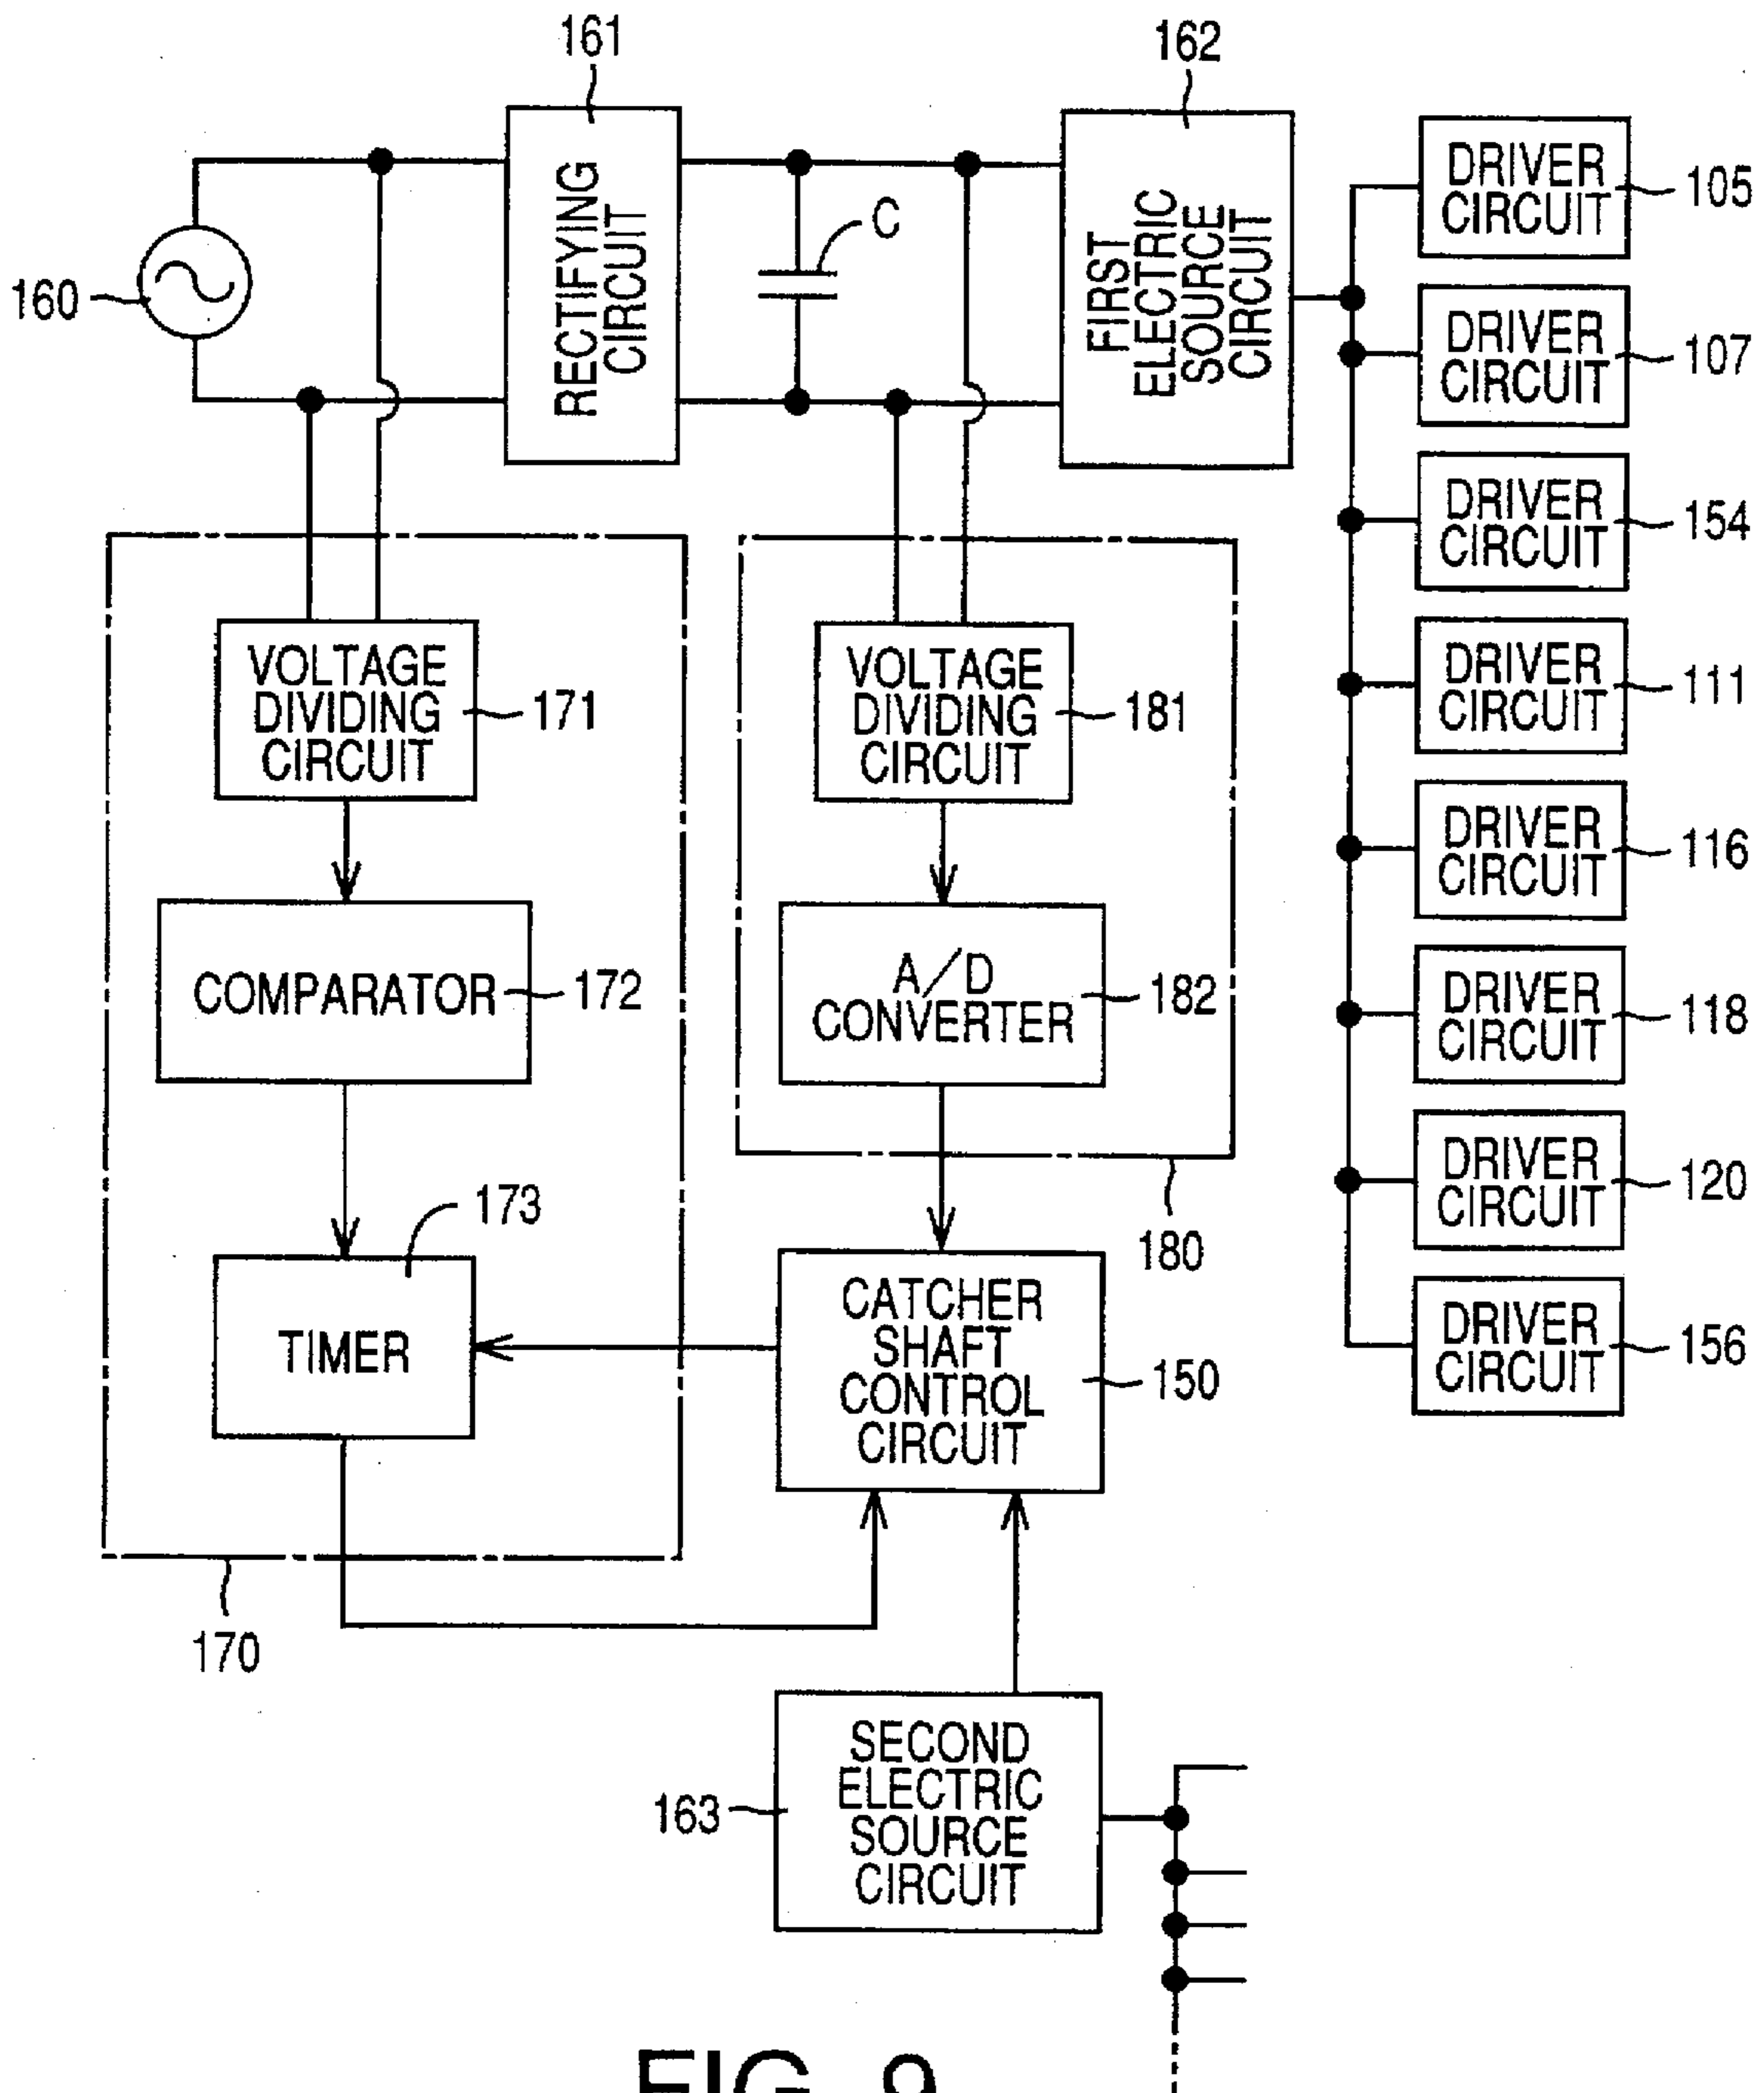 161
162
RECTIFYING
CIRCUIT
C
FIRST
ELECTRIC
SOURCE
CIRCUIT
160
DRIVER
CIRCUIT
105
DRIVER
CIRCUIT
107
DRIVER
CIRCUIT
154
DRIVER
CIRCUIT
111
DRIVER
CIRCUIT
116
DRIVER
CIRCUIT
118
DRIVER
CIRCUIT
120
DRIVER
CIRCUIT
156
VOLTAGE
DIVIDING
CIRCUIT
171
VOLTAGE
DIVIDING
CIRCUIT
181
COMPARATOR
172
A/D
CONVERTER
182
173
TIMER
180
CATCHER
SHAFT
CONTROL
CIRCUIT
150
170
SECOND
ELECTRIC
SOURCE
CIRCUIT
163
FIG. 9